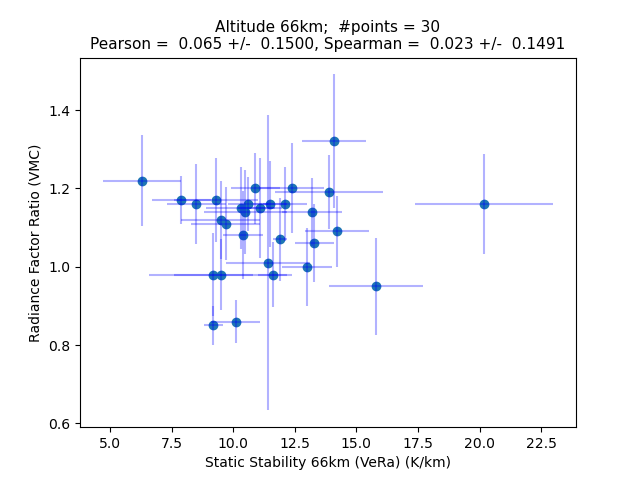 Altitude 66km;  #points = 30
Pearson =  0.065 +/-  0.1500, Spearman =  0.023 +/-  0.1491
Radiance Factor Ratio (VMC)
1.4
1.2
1.0
0.8
0.6
5.0 7.5 10.0 12.5 15.0 17.5 20.0 22.5
Static Stability 66km (VeRa) (K/km)